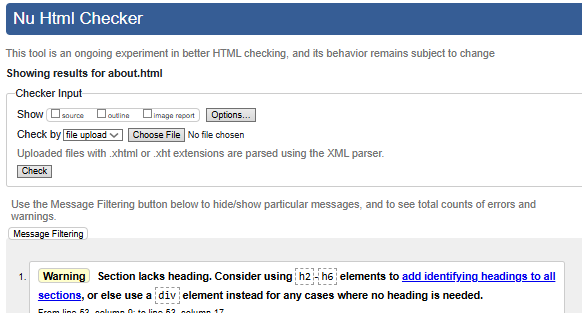 Nu Html Checker
This tool is an ongoing experiment in better HTML checking, and its behavior remains subject to change
Showing results for about.html
Checker Input
Show source outline image report Options...
Check by file upload Choose File No file chosen
Uploaded files with .xhtml or .xht extensions are parsed using the XML parser.
Check
Use the Message Filtering button below to hide/show particular messages, and to see total counts of errors and
warnings.
Message Filtering
1. Warning Section lacks heading. Consider using h2-h6 elements to add identifying headings to all
sections, or else use a div element instead for any cases where no heading is needed.
From line 53, column 9; to line 53, column 17